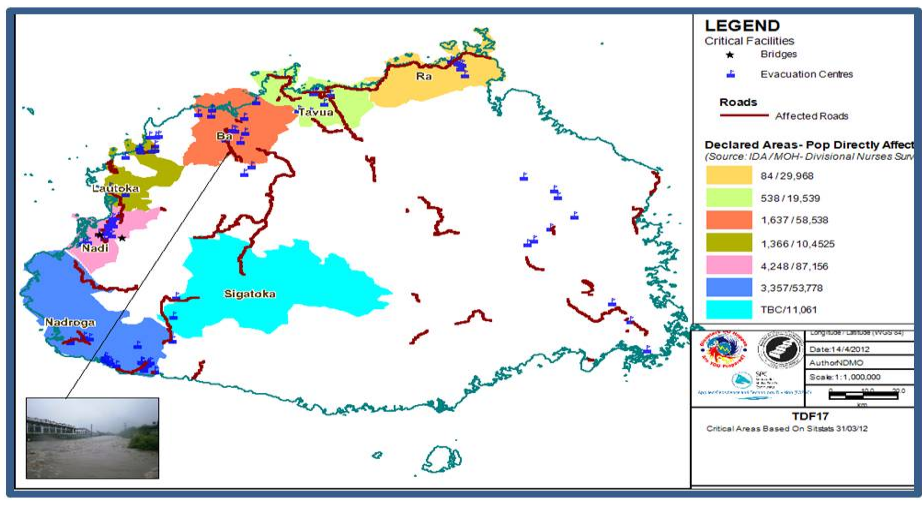 LEGEND
Critical Facilities
Bridges
Evacuation Centres
Roads
Affected Roads
Declared Areas- Pop Directly Affect
(Source: IDA / MOH- Divisional Nurses Surv
84 / 29,968
538 / 19,539
1,637 / 58,538
1,366 / 10,4525
4,248 / 87,156
3,357/53,778
TBC/11,061
Ra
Tavua
Ba
Lautoka
Nadi
Sigatoka
Nadroga
Longitude / Latitude (WGS 84)
Date:14/4/2012
Author:NDMO
Scale: 1:1,000,000
km
SPC
TDF17
Critical Areas Based On Sitstats 31/03/12